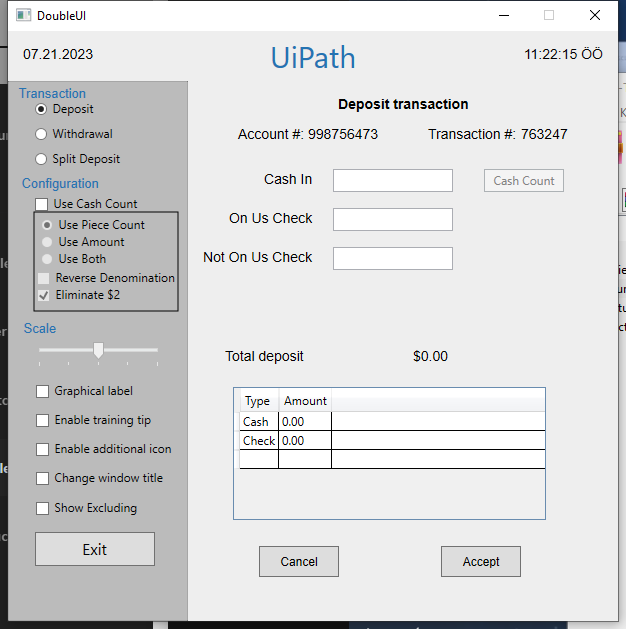 DoubleUI
07.21.2023
UiPath
11:22:15 ÖÖ
Transaction
Deposit
Withdrawal
Split Deposit
Configuration
Use Cash Count
Use Piece Count
Use Amount
Use Both
Reverse Denomination
Eliminate $2
Scale
Graphical label
Enable training tip
Enable additional icon
Change window title
Show Excluding
Exit
Deposit transaction
Account #: 998756473 Transaction #: 763247
Cash In
Cash Count
On Us Check
Not On Us Check
Total deposit $0.00
Type Amount
Cash 0.00
Check 0.00
Cancel
Accept